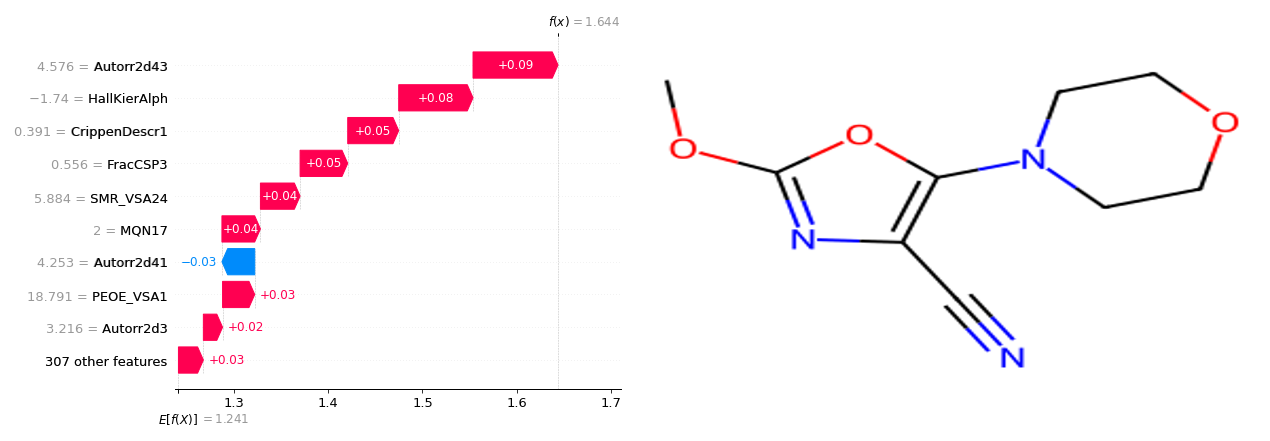 f(x) = 1.644
4.576 = Autorr2d43 +0.09
−1.74 = HallKierAlph +0.08
0.391 = CrippenDescr1 +0.05
0.556 = FracCSP3 +0.05
5.884 = SMR_VSA24 +0.04
2 = MQN17 +0.04
4.253 = Autorr2d41 −0.03
18.791 = PEOE_VSA1 +0.03
3.216 = Autorr2d3 +0.02
307 other features +0.03
1.3 1.4 1.5 1.6 1.7
E[f(X)] = 1.241
O
O
N
N
O
N